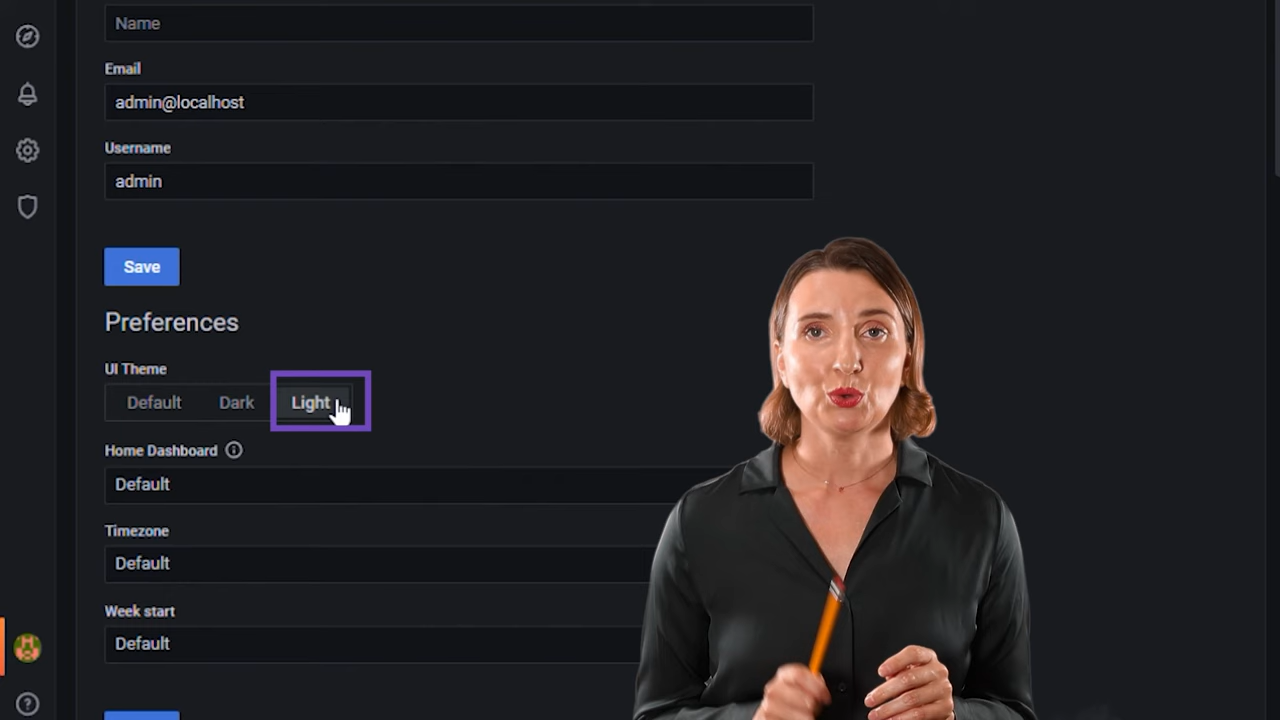 Name
Email
admin@localhost
Username
admin
Save
Preferences
UI Theme
Default Dark Light
Home Dashboard
Default
Timezone
Default
Week start
Default